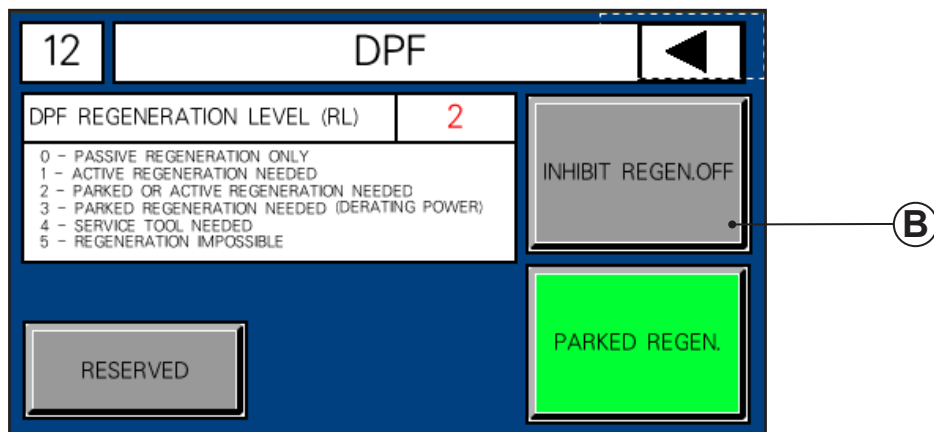 12
DPF
DPF REGENERATION LEVEL (RL)
2
0 - PASSIVE REGENERATION ONLY
1 - ACTIVE REGENERATION NEEDED
2 - PARKED OR ACTIVE REGENERATION NEEDED
3 - PARKED REGENERATION NEEDED (DERATING POWER)
4 - SERVICE TOOL NEEDED
5 - REGENERATION IMPOSSIBLE
INHIBIT REGEN.OFF
B
PARKED REGEN.
RESERVED